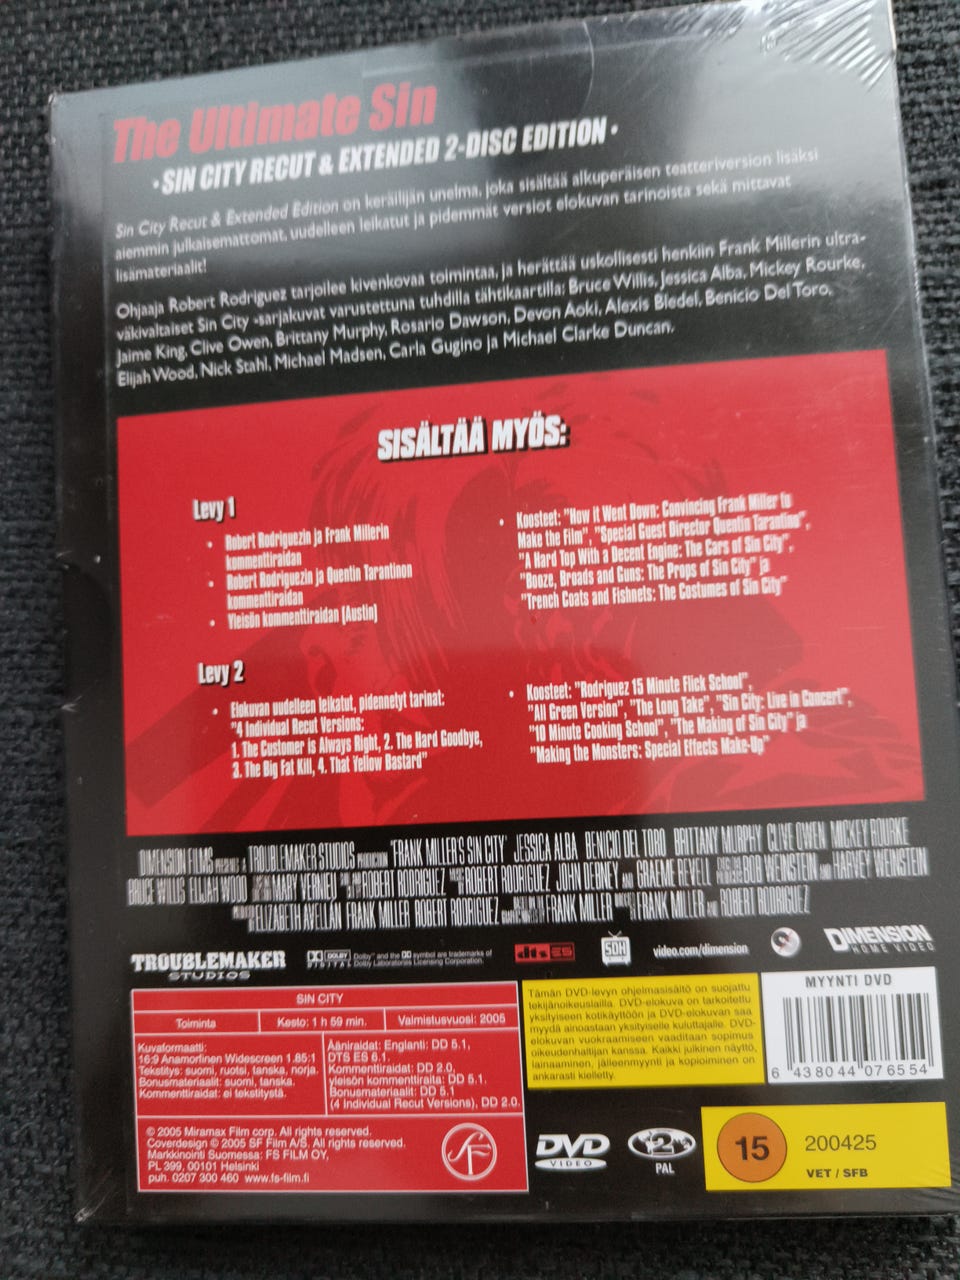 The Ultimate Sin
• SIN CITY RECUT & EXTENDED 2-DISC EDITION •
Sin City Recut & Extended Edition on keräilijän unelma, joka sisältää alkuperäisen teatteriversion lisäksi
aiemmin julkaisemattomat, uudelleen leikatut ja pidemmät versiot elokuvan tarinoista sekä mittavat
lisämateriaalit!
Ohjaaja Robert Rodriguez tarjoilee kivenkovaa toimintaa, ja herättää uskollisesti henkiin Frank Millerin ultra-
väkivaltaiset Sin City -sarjakuvat varustettuna tuhdilla tähtikaartilla: Bruce Willis, Jessica Alba, Mickey Rourke,
Jaime King, Clive Owen, Brittany Murphy, Rosario Dawson, Devon Aoki, Alexis Bledel, Benicio Del Toro,
Elijah Wood, Nick Stahl, Michael Madsen, Carla Gugino ja Michael Clarke Duncan.
SISÄLTÄÄ MYÖS:
Levy 1
• Robert Rodriguezin ja Frank Millerin
kommenttiraidan
• Robert Rodriguezin ja Quentin Tarantinon
kommenttiraidan
• Yleisön kommenttiraidan (Austin)
• Koosteet: "How it Went Down: Convincing Frank Miller to
Make the Film", "Special Guest Director Quentin Tarantino",
"A Hard Top With a Decent Engine: The Cars of Sin City",
"Booze, Broads and Guns: The Props of Sin City" ja
"Trench Coats and Fishnets: The Costumes of Sin City"
Levy 2
• Elokuvan uudelleen leikatut, pidennetyt tarinat:
"4 Individual Recut Versions:
1. The Customer is Always Right, 2. The Hard Goodbye,
3. The Big Fat Kill, 4. That Yellow Bastard"
• Koosteet: "Rodriguez 15 Minute Flick School",
"All Green Version", "The Long Take", "Sin City: Live in Concert",
"10 Minute Cooking School", "The Making of Sin City" ja
"Making the Monsters: Special Effects Make-Up"
DIMENSION FILMS TROUBLEMAKER STUDIOS PRODUCTION "FRANK MILLER'S SIN CITY" JESSICA ALBA BENICIO DEL TORO BRITTANY MURPHY CLIVE OWEN MICKEY ROURKE
BRUCE WILLIS ELIJAH WOOD MARY VERNIEU ROBERT RODRIGUEZ ROBERT RODRIGUEZ JOHN DEBNEY AND GRAEME REVELL BOB WEINSTEIN AND HARVEY WEINSTEIN
ELIZABETH AVELLAN FRANK MILLER ROBERT RODRIGUEZ FRANK MILLER FRANK MILLER AND ROBERT RODRIGUEZ
TROUBLEMAKER
STUDIOS
DOLBY
DIGITAL
Dolby and the symbol are trademarks of
Dolby Laboratories Licensing Corporation.
dts ES
SDH
video.com/dimension
DIMENSION
HOME VIDEO
SIN CITY
Toiminta
Kesto: 1 h 59 min.
Valmistusvuosi: 2005
Kuvaformaatti:
16:9 Anamorfinen Widescreen 1.85:1
Tekstitys: suomi, ruotsi, tanska, norja.
Bonusmateriaalit: suomi, tanska.
Kommenttiraidat: ei tekstitystä.
Ääniraidat: Englanti: DD 5.1,
DTS ES 6.1.
Kommenttiraidat: DD 2.0,
yleisön kommenttiraita: DD 5.1.
Bonusmateriaalit: DD 5.1
(4 Individual Recut Versions), DD 2.0.
© 2005 Miramax Film corp. All rights reserved.
Coverdesign © 2005 SF Film A/S. All rights reserved.
Markkinointi Suomessa: FS FILM OY,
PL 399, 00101 Helsinki
puh. 0207 300 460 www.fs-film.fi
SF
Tämän DVD-levyn ohjelmasisältö on suojattu
tekijänoikeuslailla. DVD-elokuva on tarkoitettu
yksityiseen kotikäyttöön ja DVD-elokuvan saa
myydä ainoastaan yksityiselle kuluttajalle. DVD-
elokuvan vuokraamiseen vaaditaan sopimus
oikeudenhaltijan kanssa. Kaikki julkinen näyttö,
lainaaminen, jälleenmyynti ja kopioiminen on
ankarasti kielletty.
MYYNTI DVD
6 438044 076554
DVD
VIDEO
2
PAL
15
200425
VET / SFB